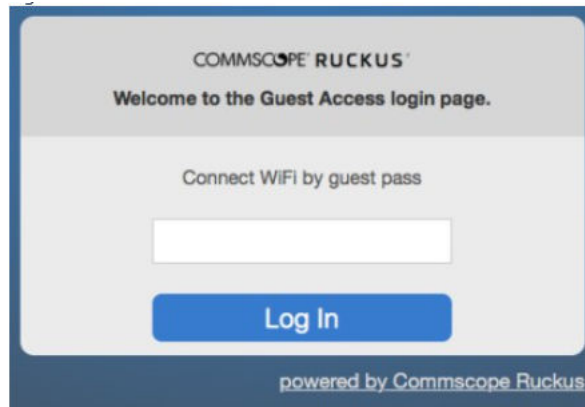 COMMSCOPE® RUCKUS®
Welcome to the Guest Access login page.
Connect WiFi by guest pass
Log In
powered by Commscope Ruckus